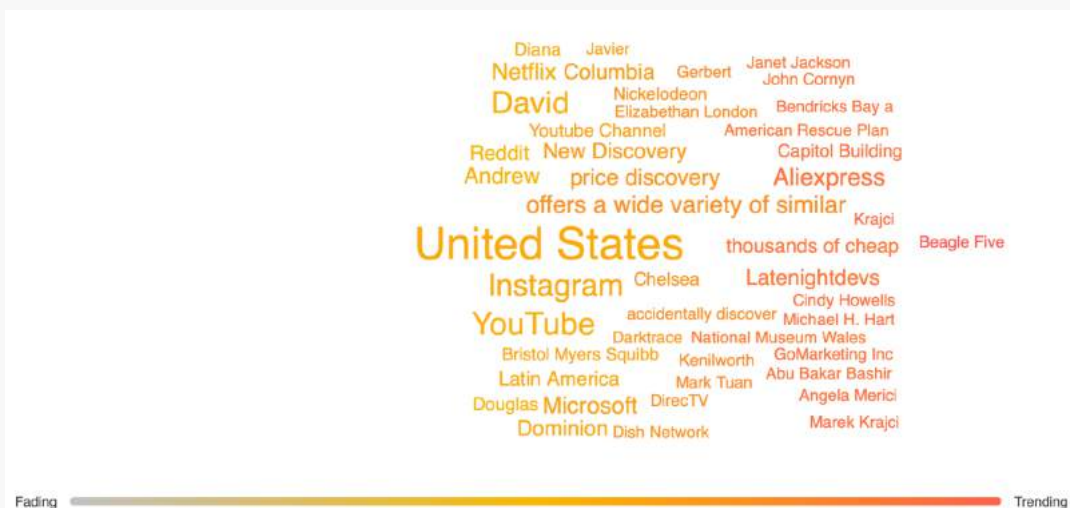 Diana Javier
Janet Jackson
Netflix Columbia Gerbert
John Cornyn
Nickelodeon
David
Elizabethan London Bendricks Bay a
Youtube Channel American Rescue Plan
Reddit New Discovery Capitol Building
Andrew price discovery Aliexpress
offers a wide variety of similar
Krajci
United States thousands of cheap Beagle Five
Instagram Chelsea Latenightdevs
Cindy Howells
accidentally discover Michael H. Hart
YouTube
Darktrace National Museum Wales
Bristol Myers Squibb Kenilworth GoMarketing Inc
Abu Bakar Bashir
Latin America Mark Tuan
Angela Merici
Douglas Microsoft DirecTV
Marek Krajci
Dominion Dish Network
Fading Trending